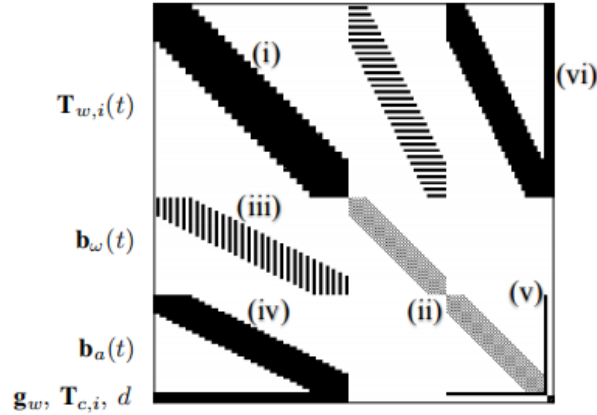 (i)
(vi)
T_{w,i}(t)
(iii)
b_ω(t)
(v)
(iv)
(ii)
b_a(t)
g_w, T_{c,i}, d